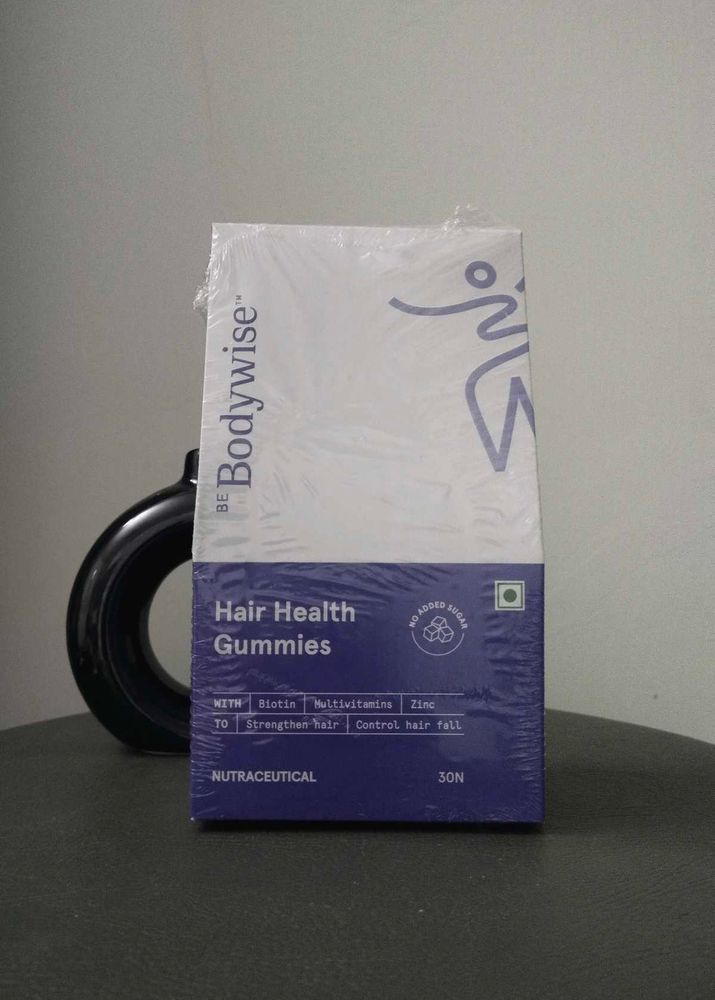 BE Bodywise™
Hair Health
Gummies
NO ADDED SUGAR
WITH Biotin Multivitamins Zinc
TO Strengthen hair Control hair fall
NUTRACEUTICAL 30N